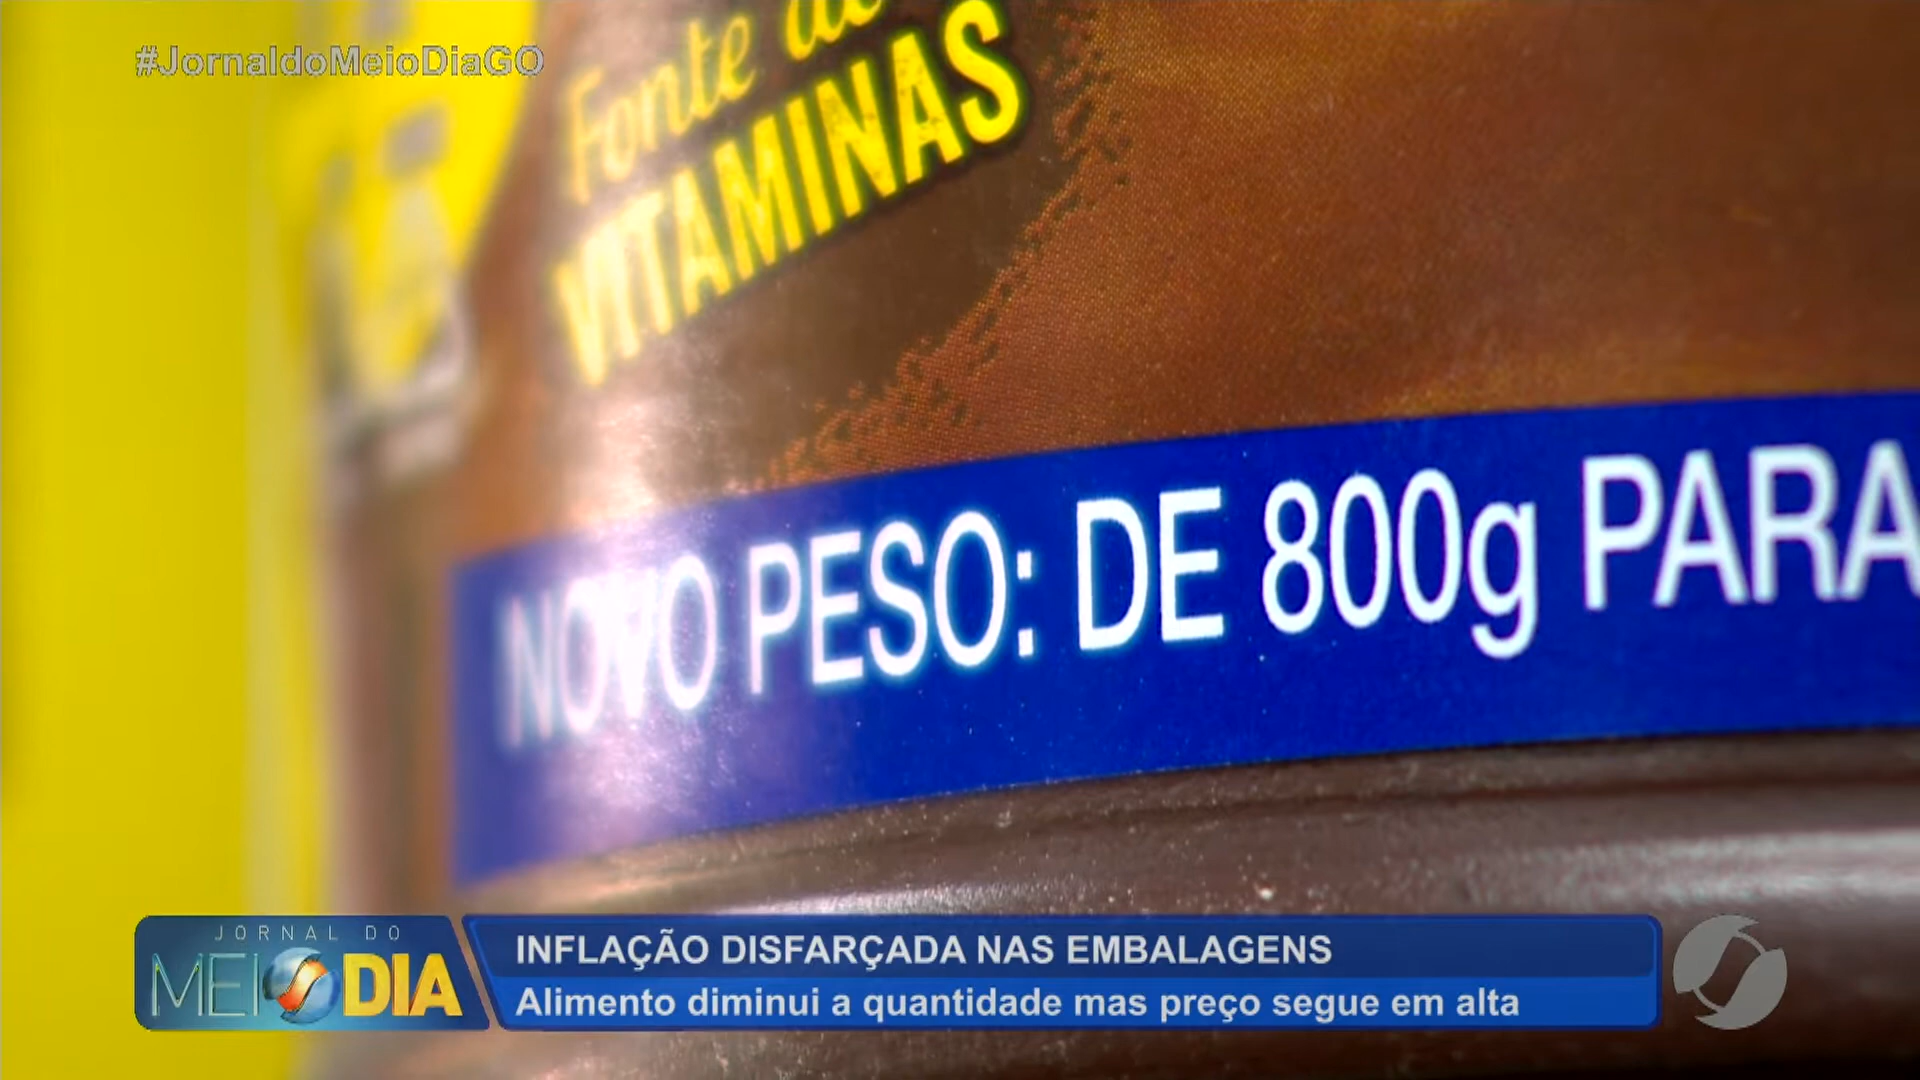 #JornaldoMeioDiaGO
Fonte de
VITAMINAS
NOVO PESO: DE 800g PARA
JORNAL DO
MEIO DIA
INFLAÇÃO DISFARÇADA NAS EMBALAGENS
Alimento diminui a quantidade mas preço segue em alta